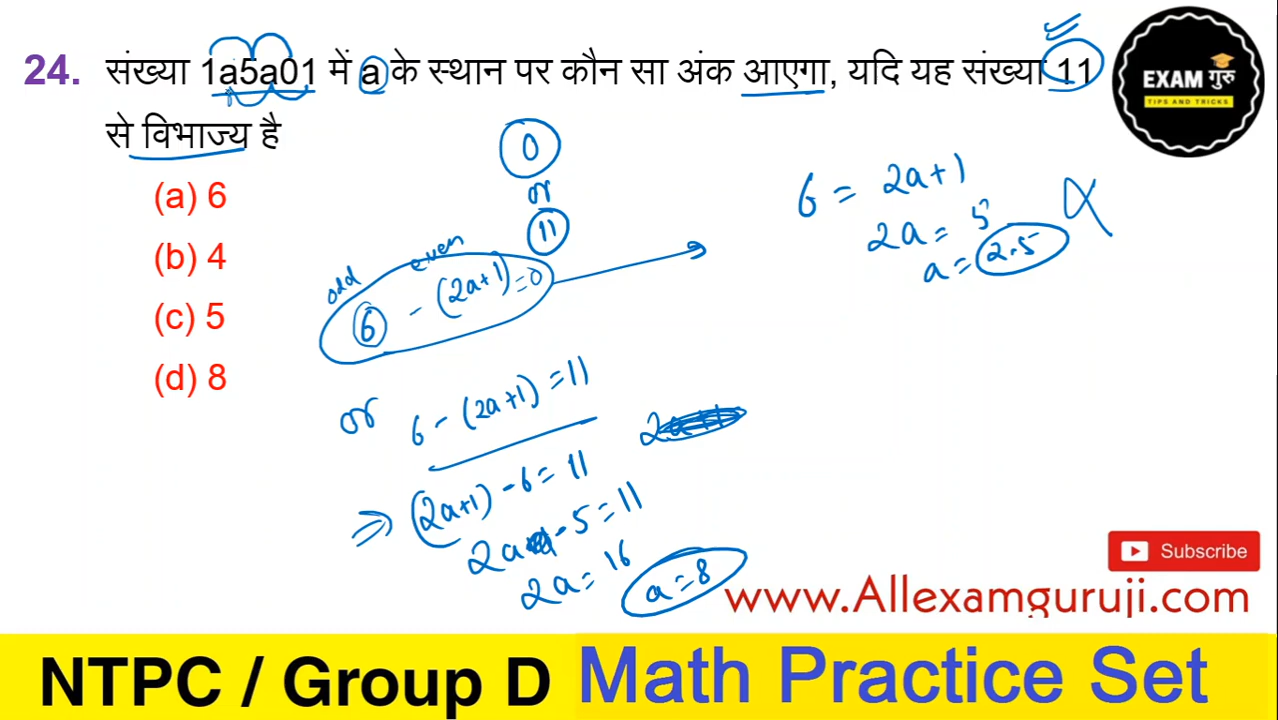 24. संख्या 1a5a01 में a के स्थान पर कौन सा अंक आएगा, यदि यह संख्या 11
से विभाज्य है
(a) 6
(b) 4
(c) 5
(d) 8
0
or
11
odd even
6 - (2a+1) = 0
6 = 2a+1
2a = 5
a = 2.5
or 6 - (2a+1) = 11
⇒ (2a+1) - 6 = 11
2a - 5 = 11
2a = 16
a = 8
EXAM गुरु
TIPS AND TRICKS
Subscribe
www.Allexamguruji.com
NTPC / Group D Math Practice Set